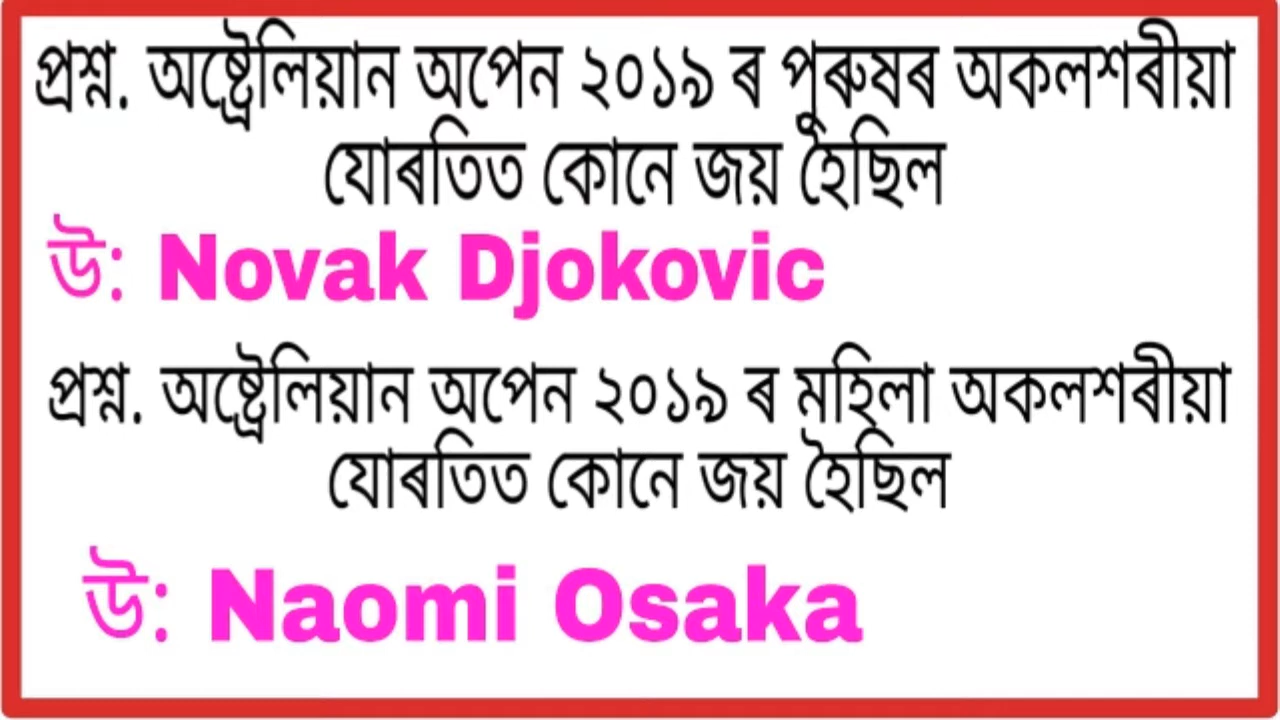 প্ৰশ্ন. অষ্ট্ৰেলিয়ান অপেন ২০১৯ ৰ পুৰুষৰ অকলশৰীয়া
যোৰতিত কোনে জয় হৈছিল
উ: Novak Djokovic
প্ৰশ্ন. অষ্ট্ৰেলিয়ান অপেন ২০১৯ ৰ মহিলা অকলশৰীয়া
যোৰতিত কোনে জয় হৈছিল
উ: Naomi Osaka